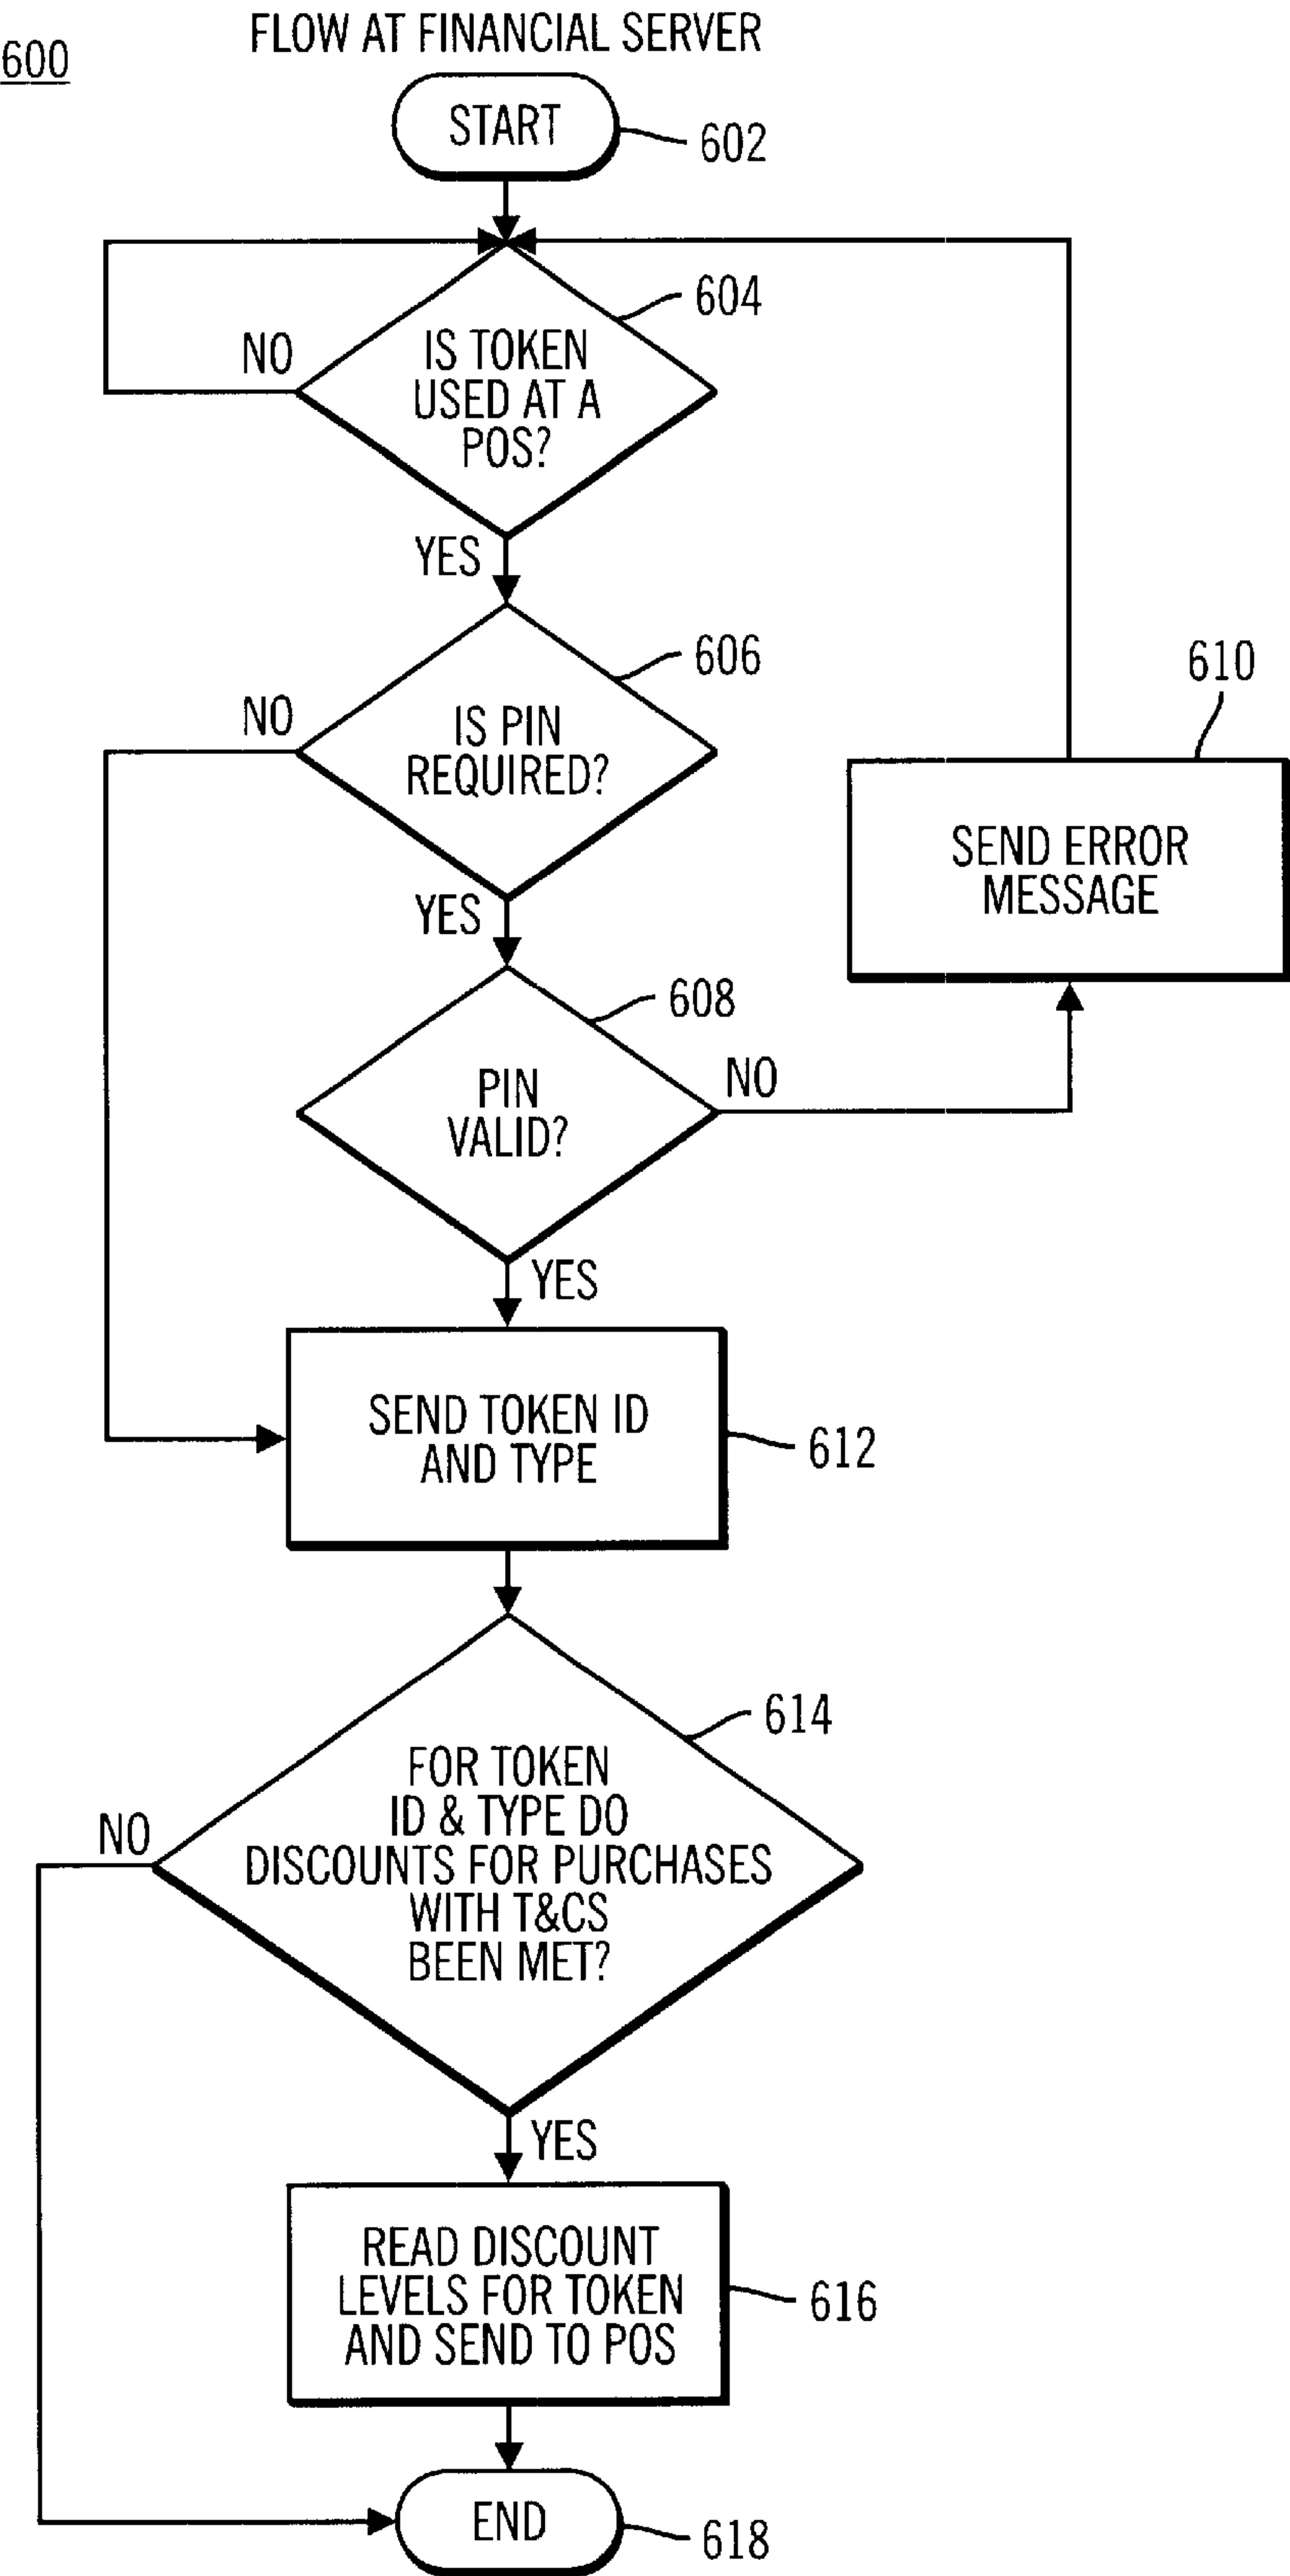 FLOW AT FINANCIAL SERVER
600
START
602
604
NO
IS TOKEN
USED AT A
POS?
YES
606
610
NO
IS PIN
REQUIRED?
SEND ERROR
MESSAGE
YES
608
PIN
VALID?
NO
YES
SEND TOKEN ID
AND TYPE
612
614
FOR TOKEN
ID & TYPE DO
DISCOUNTS FOR PURCHASES
WITH T&CS
BEEN MET?
NO
YES
READ DISCOUNT
LEVELS FOR TOKEN
AND SEND TO POS
616
END
618